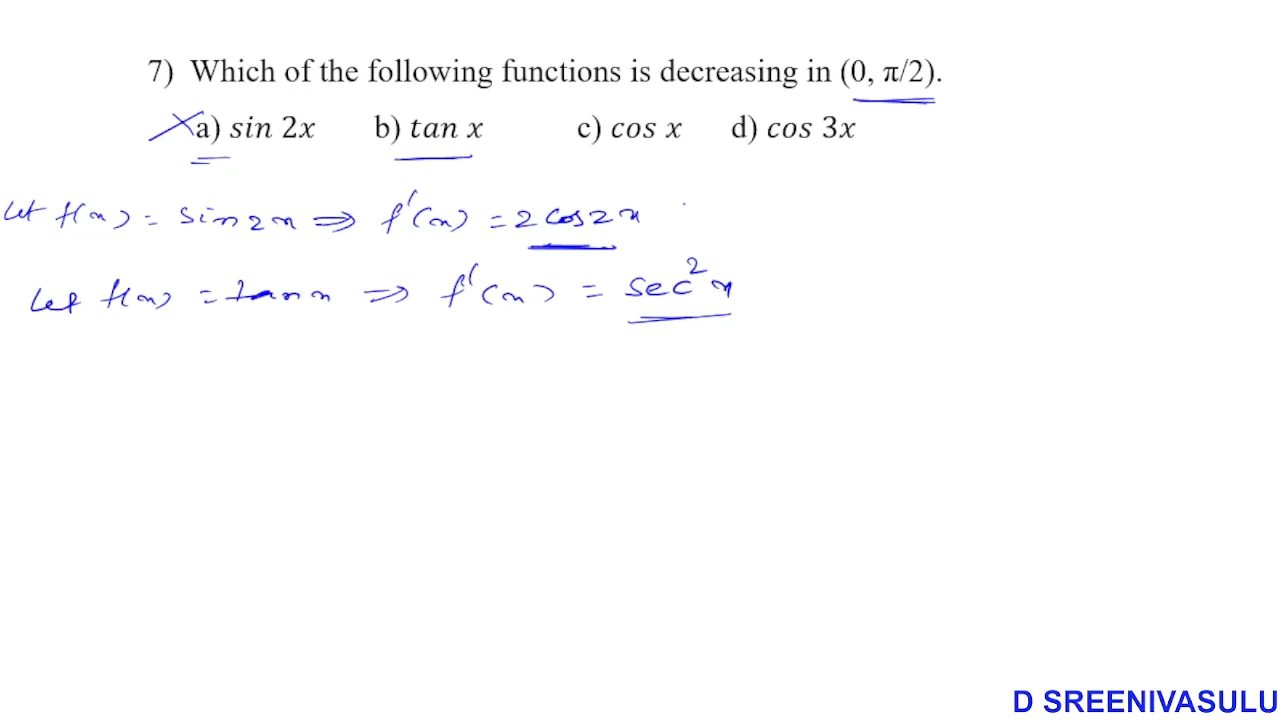 7) Which of the following functions is decreasing in (0, π/2).
a) sin 2x b) tan x c) cos x d) cos 3x
let f(x) = sin 2x ⇒ f'(x) = 2 cos 2x
let f(x) = tan x ⇒ f'(x) = sec² x
D SREENIVASULU